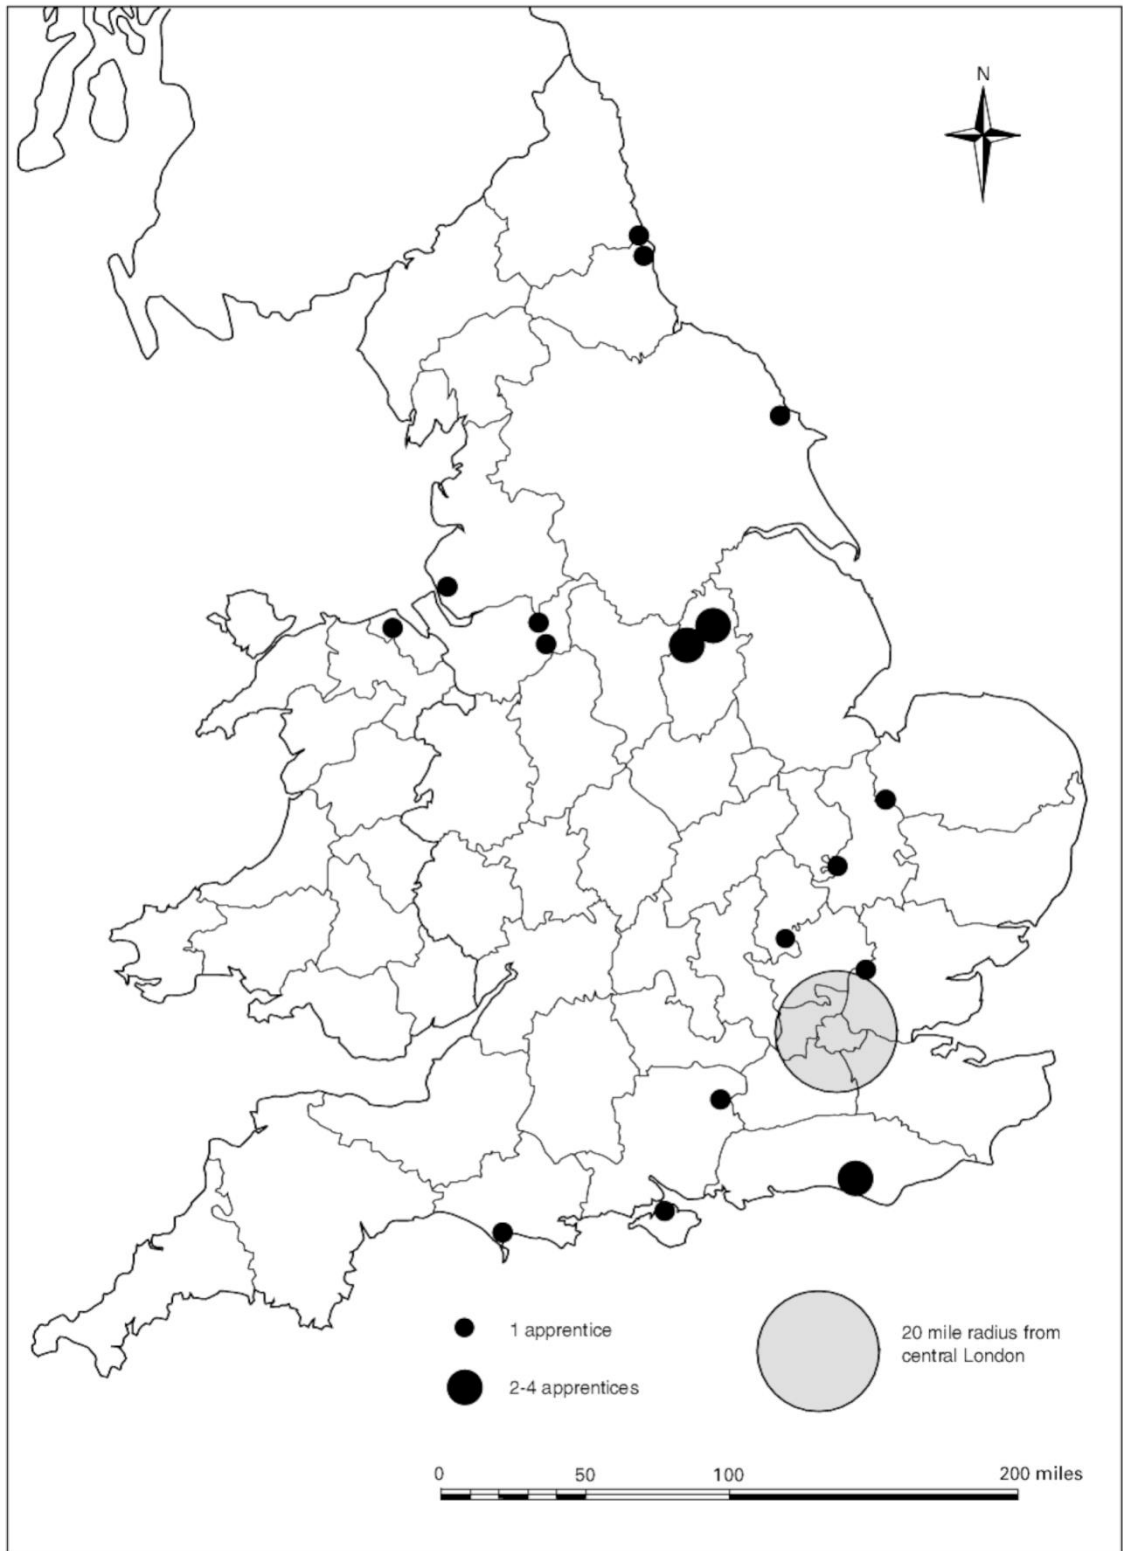 N
1 apprentice
2-4 apprentices
20 mile radius from
central London
0 50 100 200 miles